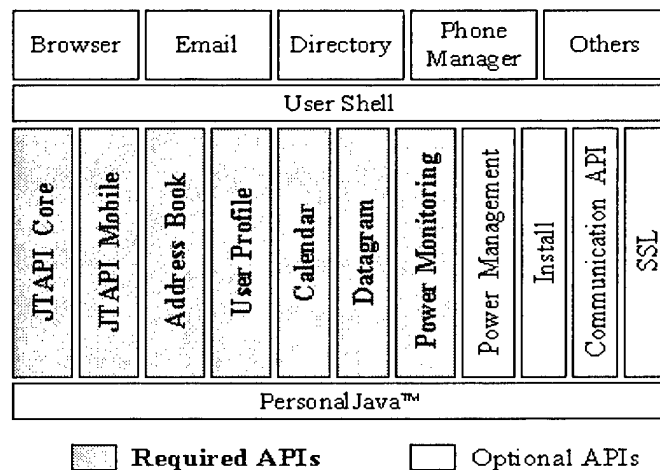 Browser
Email
Directory
Phone
Manager
Others
User Shell
JTAPI Core
JTAPI Mobile
Address Book
User Profile
Calendar
Datagram
Power Monitoring
Power Management
Install
Communication API
SSL
PersonalJava™
Required APIs
Optional APIs